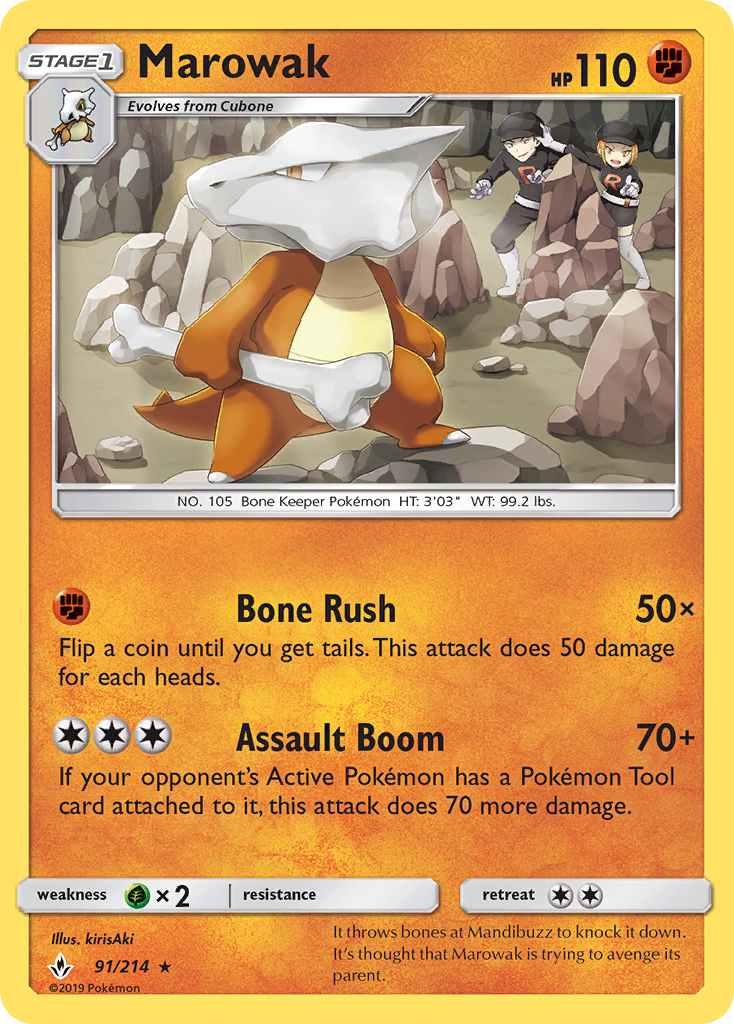 STAGE 1
Marowak
HP 110
Evolves from Cubone
R
R
NO. 105 Bone Keeper Pokémon HT: 3'03" WT: 99.2 lbs.
Bone Rush 50×
Flip a coin until you get tails. This attack does 50 damage
for each heads.
Assault Boom 70+
If your opponent's Active Pokémon has a Pokémon Tool
card attached to it, this attack does 70 more damage.
weakness ×2 resistance retreat
Illus. kirisAki
91/214 ★
©2019 Pokémon
It throws bones at Mandibuzz to knock it down.
It's thought that Marowak is trying to avenge its
parent.